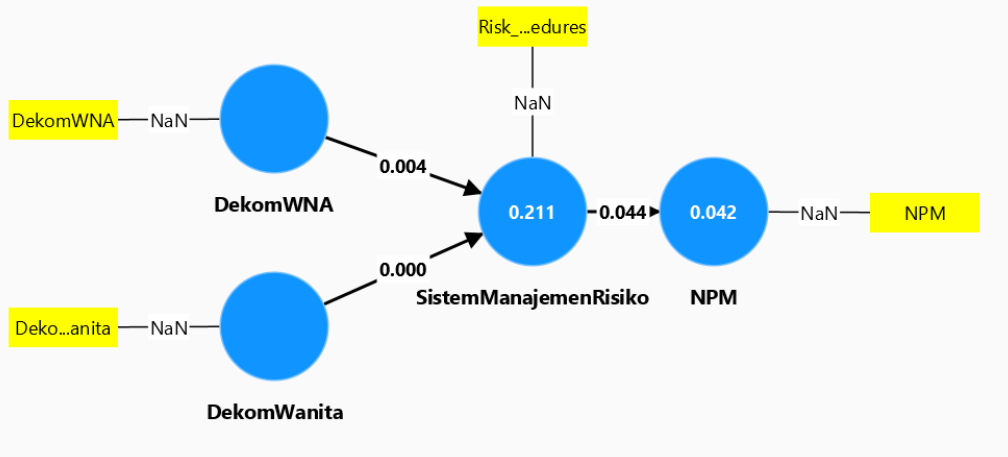 Risk_...edures
NaN
DekomWNA
NaN
DekomWNA
0.004
0.211
0.044
0.042
NaN
NPM
SistemManajemenRisiko
NPM
0.000
Deko...anita
NaN
DekomWanita